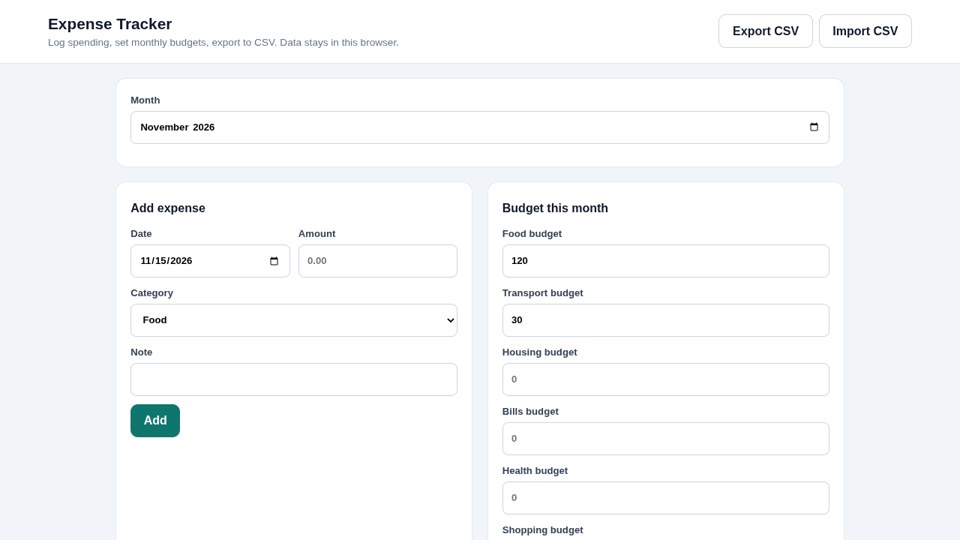 Expense Tracker
Log spending, set monthly budgets, export to CSV. Data stays in this browser.
Export CSV
Import CSV
Month
November 2026
Add expense
Date
Amount
11/15/2026
0.00
Category
Food
Note
Add
Budget this month
Food budget
120
Transport budget
30
Housing budget
0
Bills budget
0
Health budget
0
Shopping budget